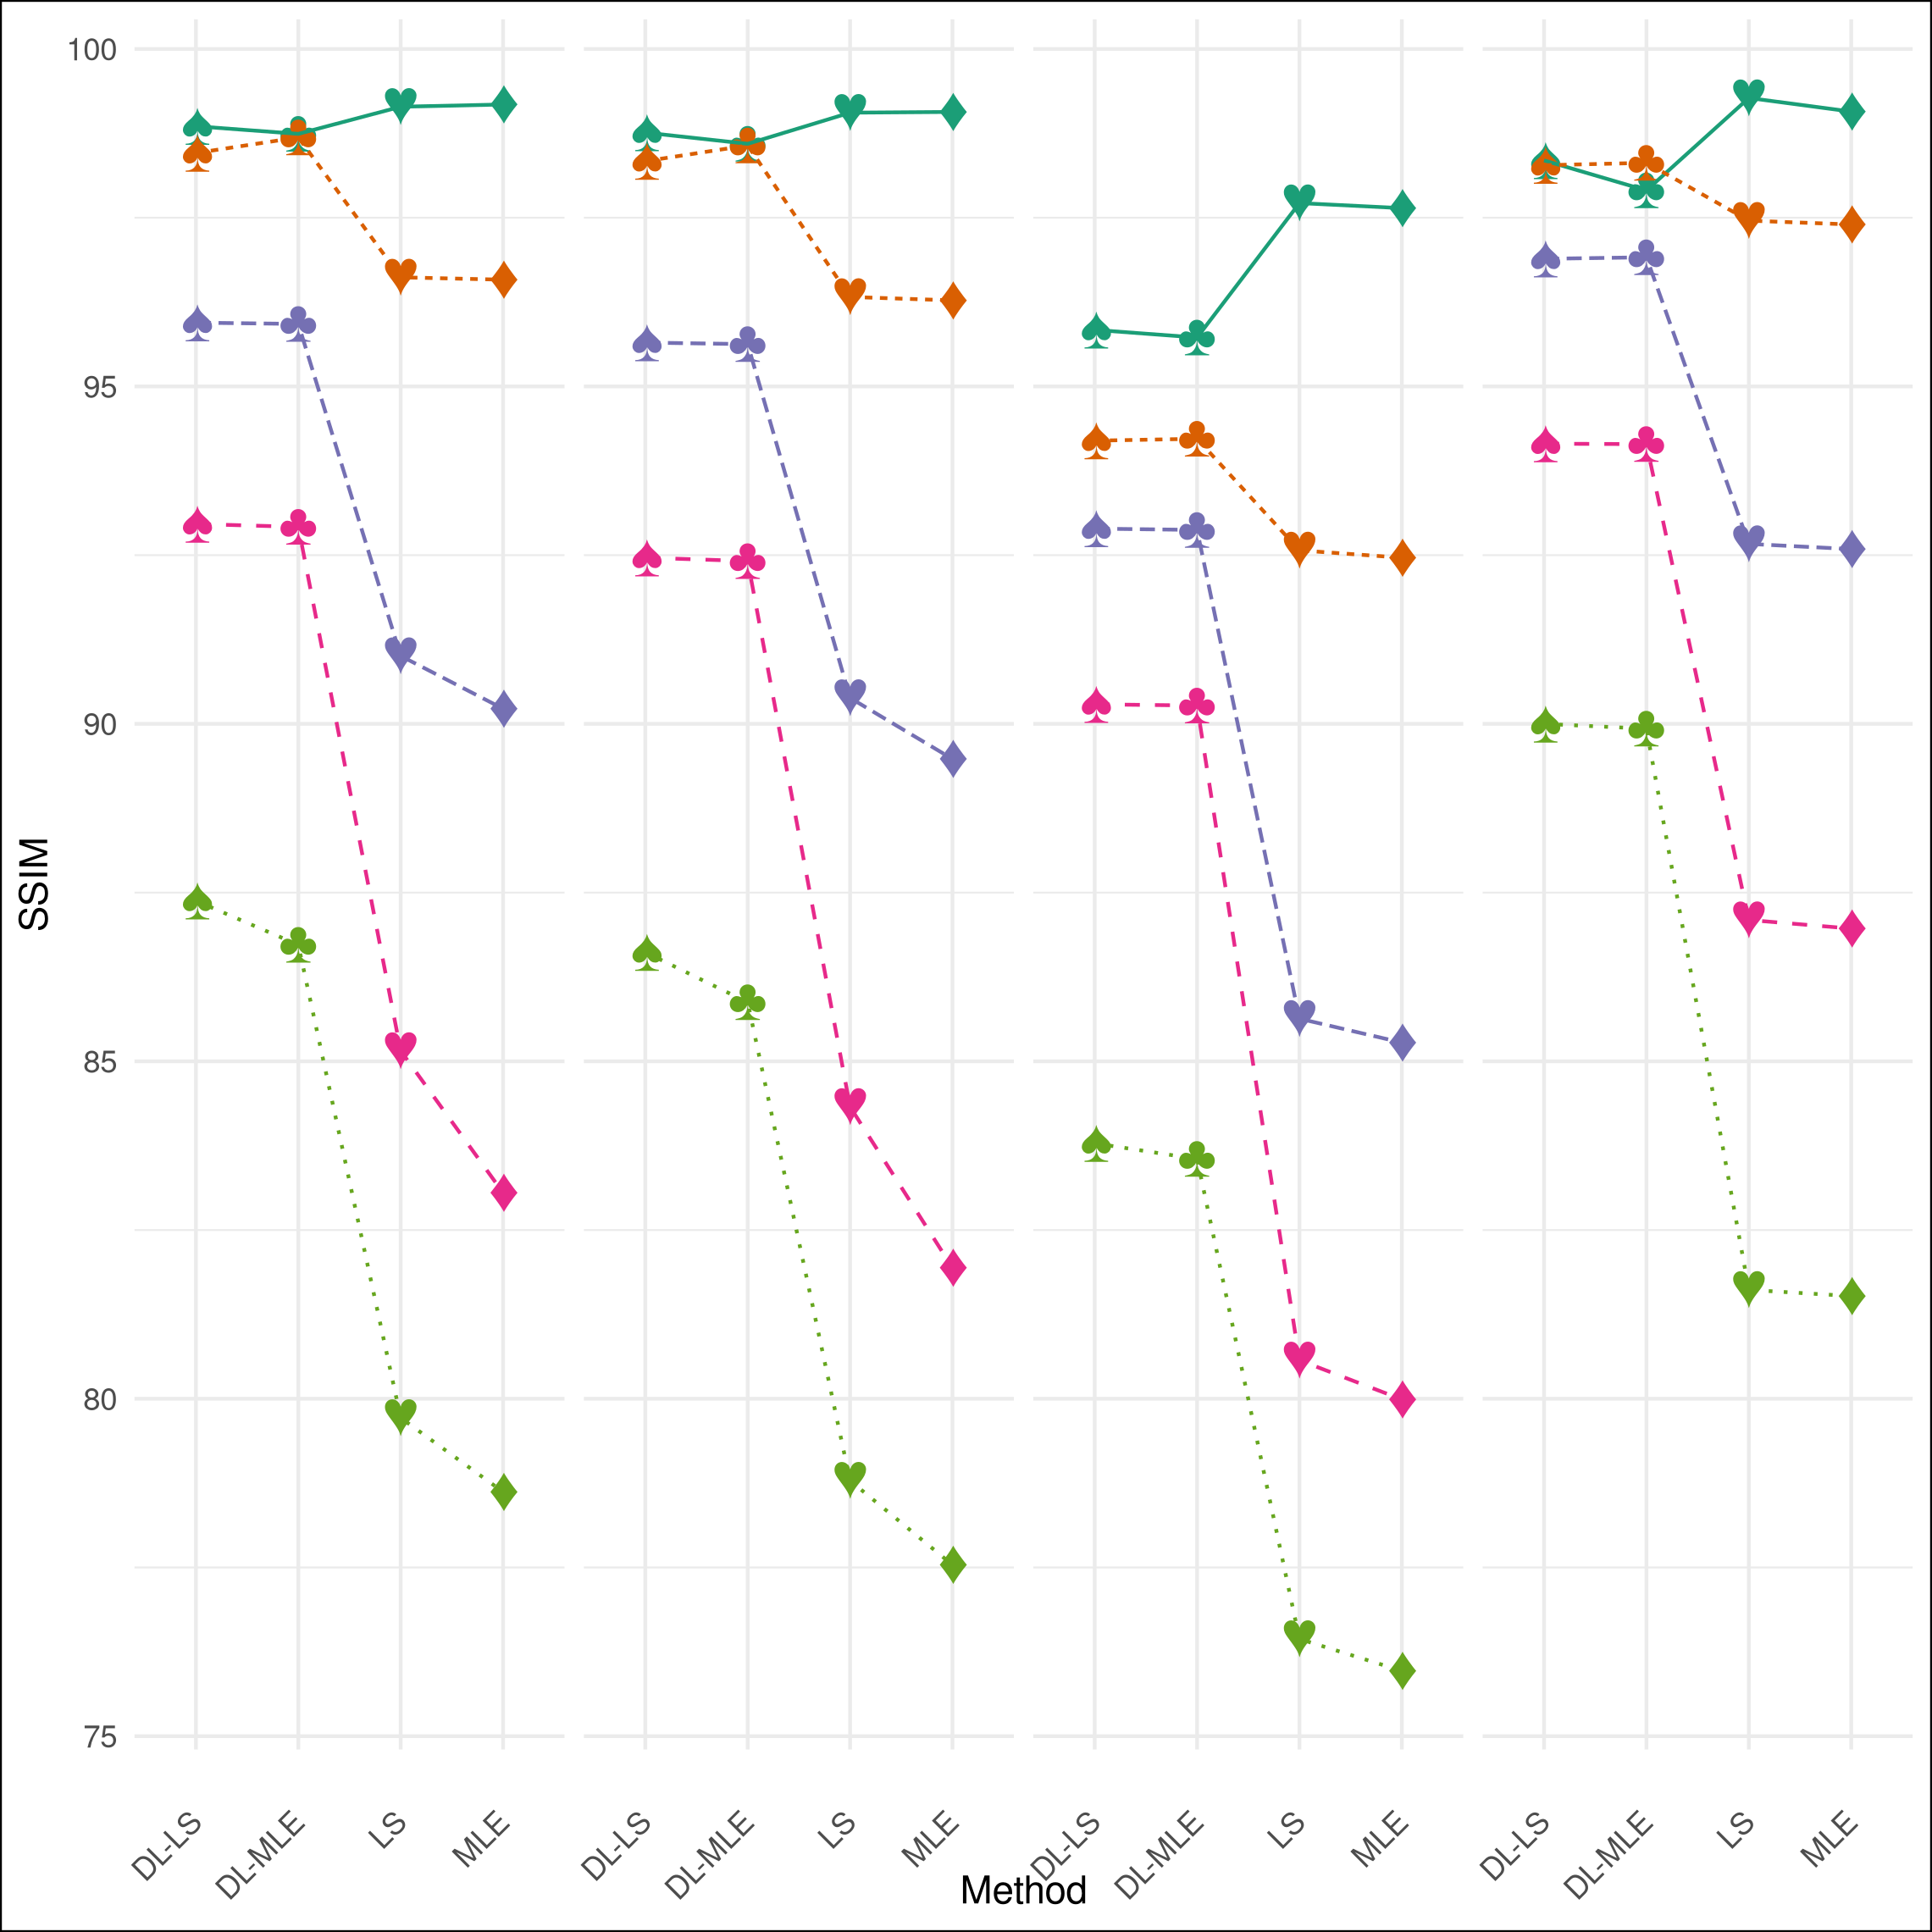 100
95
90
85
80
75
SSIM
DL-LS
DL-MLE
LS
MLE
DL-LS
DL-MLE
LS
MLE
DL-LS
DL-MLE
LS
MLE
DL-LS
DL-MLE
LS
MLE
Method